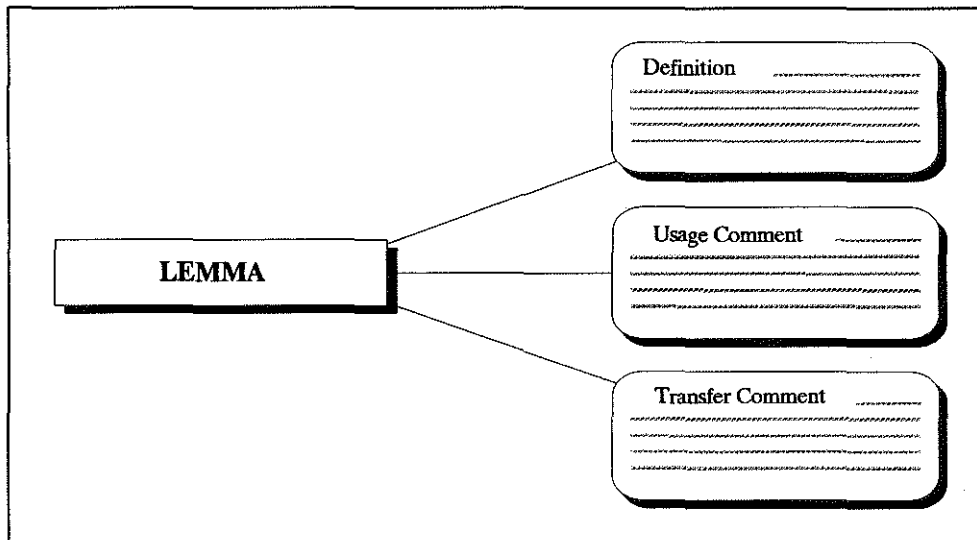 Definition
LEMMA
Usage Comment
Transfer Comment